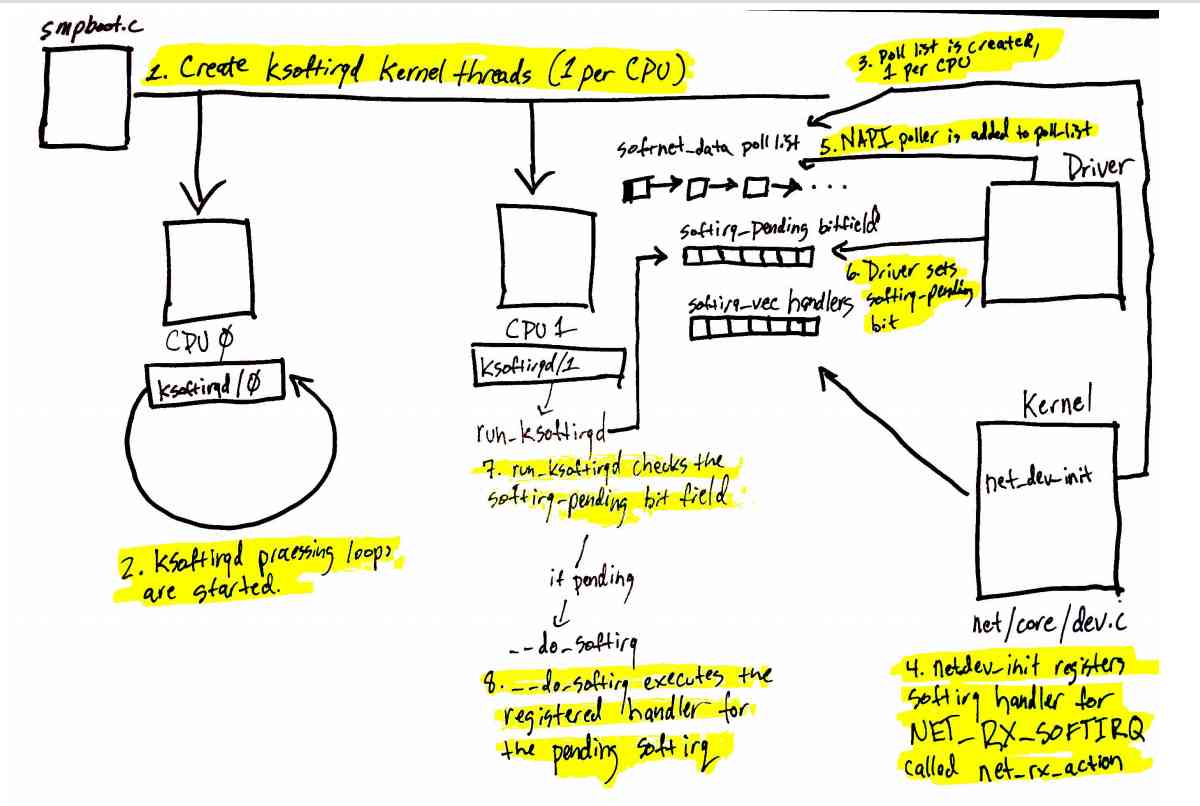 smpboot.c
1. Create ksoftirqd kernel threads (1 per CPU)
3. Poll list is created,
1 per CPU
softnet_data poll list
5. NAPI poller is added to poll_list
Driver
. . .
softirq_pending bitfield
6. Driver sets
softirq-pending
bit
softirq_vec handlers
CPU 0
ksoftirqd/0
CPU 1
ksoftirqd/1
run_ksoftirqd
7. run_ksoftirqd checks the
softirq-pending bit field
Kernel
net_dev_init
2. ksoftirqd processing loops
are started.
if pending
__do_softirq
8. __do_softirq executes the
registered handler for
the pending softirq
net/core/dev.c
4. netdev_init registers
softirq handler for
NET_RX_SOFTIRQ
called net_rx_action